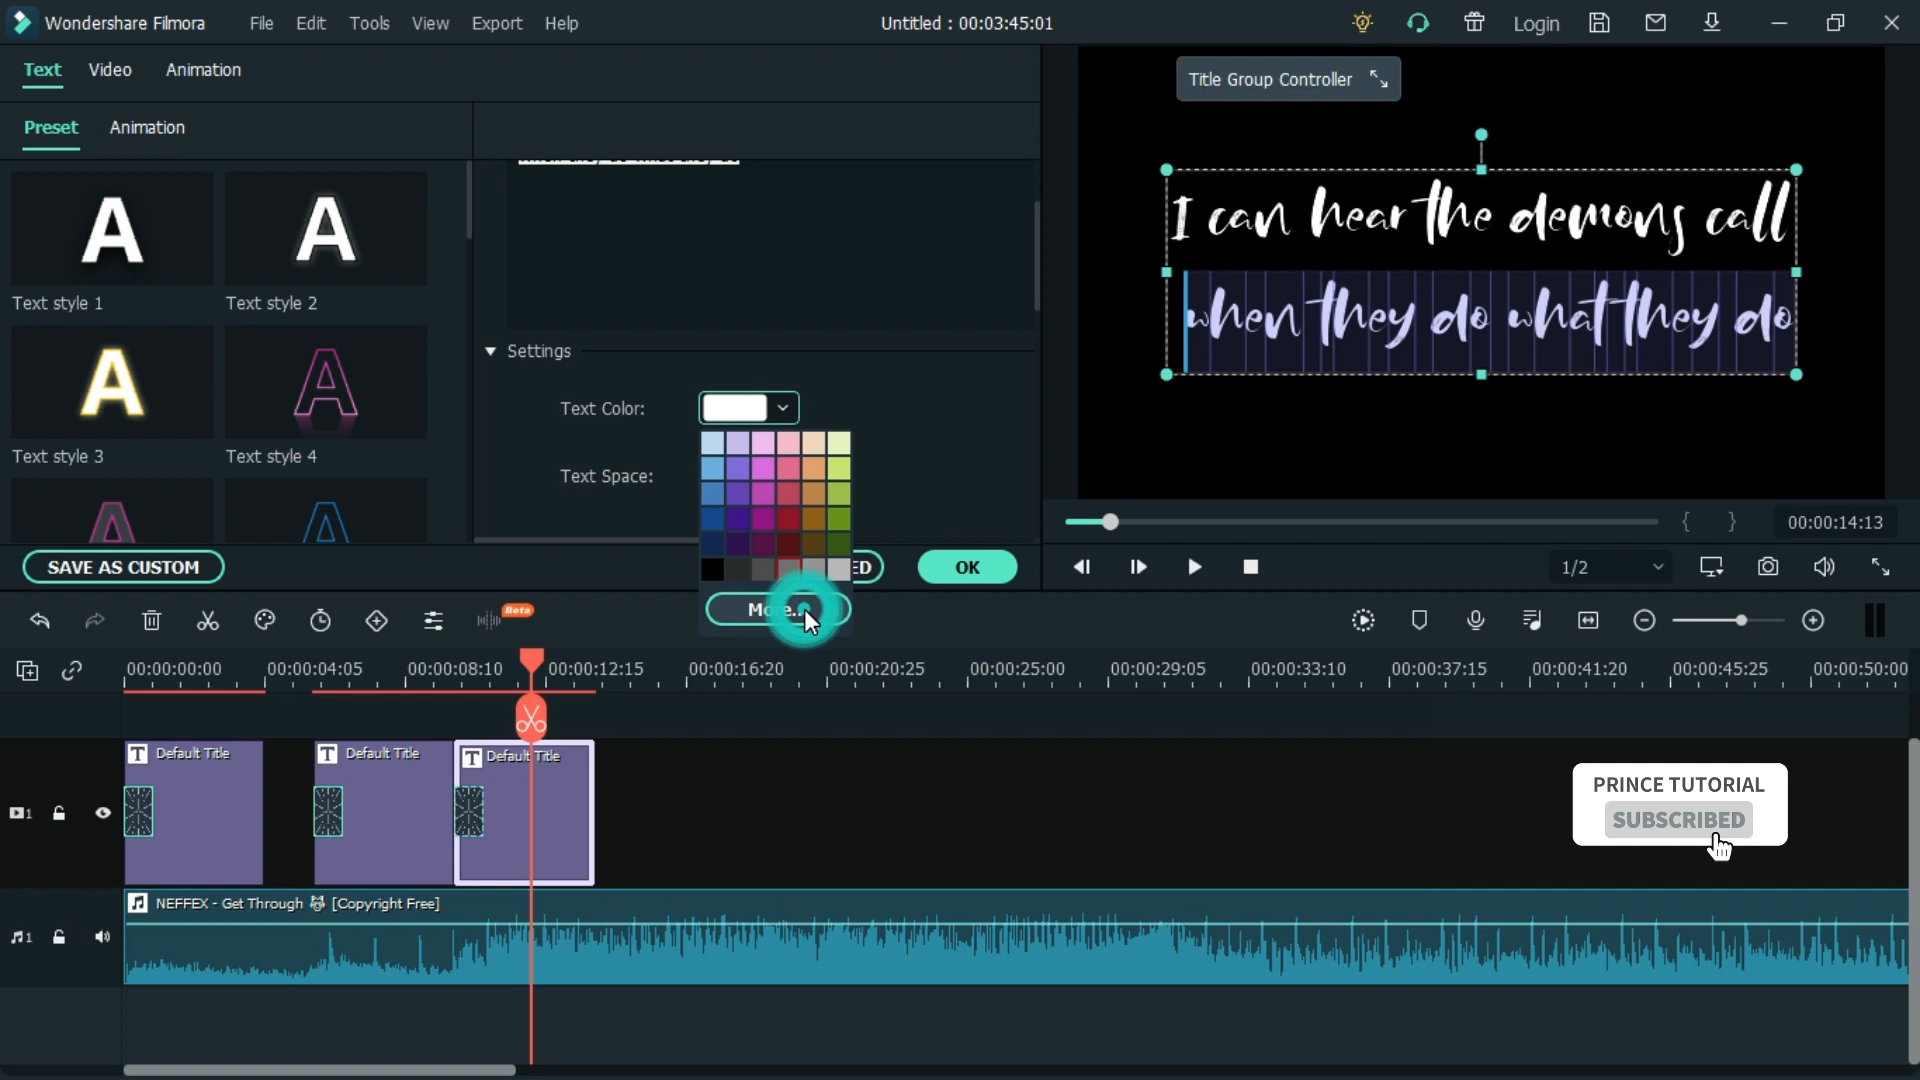 Wondershare Filmora File Edit Tools View Export Help Untitled : 00:03:45:01 Login
Text Video Animation
Title Group Controller
Preset Animation
I can hear the demons call
when they do what they do
A A
Text style 1 Text style 2
A A
Text style 3 Text style 4
A A
Settings
Text Color:
Text Space:
SAVE AS CUSTOM
ED
OK
More...
{ } 00:00:14:13
1/2
Beta
00:00:00:00 00:00:04:05 00:00:08:10 00:00:12:15 00:00:16:20 00:00:20:25 00:00:25:00 00:00:29:05 00:00:33:10 00:00:37:15 00:00:41:20 00:00:45:25 00:00:50:00
T Default Title T Default Title T Default Title
1
PRINCE TUTORIAL
SUBSCRIBED
NEFFEX - Get Through [Copyright Free]
1